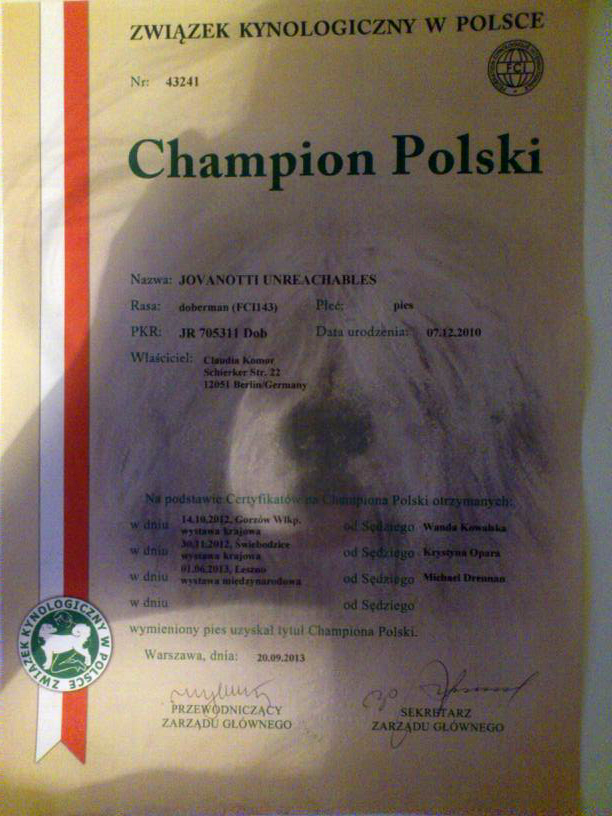 ZWIĄZEK KYNOLOGICZNY W POLSCE
Nr: 43241
FCI
Champion Polski
Nazwa: JOVANOTTI UNREACHABLES
Rasa: doberman (FCI143) Płeć: pies
PKR: JR 705311 Dob Data urodzenia: 07.12.2010
Właściciel: Claudia Komor
Schierker Str. 22
12051 Berlin/Germany
Na podstawie Certyfikatów na Championa Polski otrzymanych:
w dniu 14.10.2012, Gorzów Wlkp. wystawa krajowa od Sędziego Wanda Kowalska
w dniu 30.11.2012, Świebodzice wystawa krajowa od Sędziego Krystyna Opara
w dniu 01.06.2013, Leszno wystawa międzynarodowa od Sędziego Michael Drennan
w dniu od Sędziego
wymieniony pies uzyskał tytuł Championa Polski.
Warszawa, dnia: 20.09.2013
ZWIĄZEK KYNOLOGICZNY W POLSCE
PRZEWODNICZĄCY SEKRETARZ
ZARZĄDU GŁÓWNEGO ZARZĄDU GŁÓWNEGO